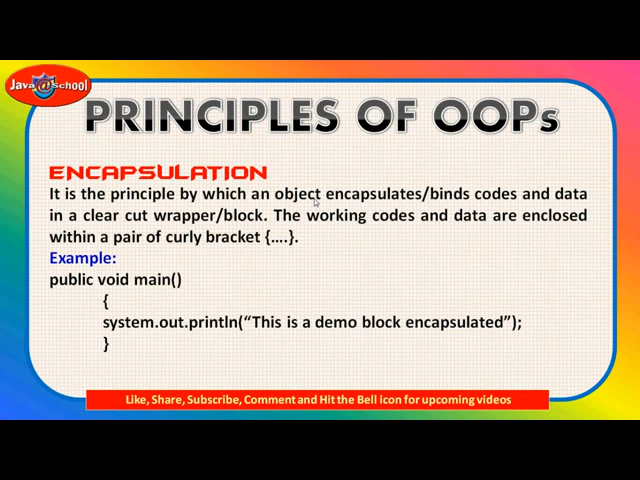 Java@School
PRINCIPLES OF OOPs
ENCAPSULATION
It is the principle by which an object encapsulates/binds codes and data
in a clear cut wrapper/block. The working codes and data are enclosed
within a pair of curly bracket {....}.
Example:
public void main()
{
system.out.println(“This is a demo block encapsulated”);
}
Like, Share, Subscribe, Comment and Hit the Bell icon for upcoming videos